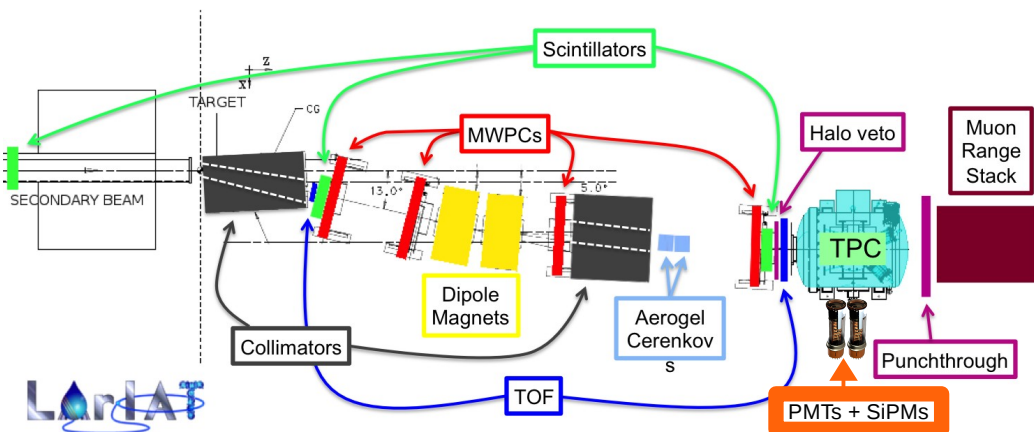 Scintillators
Z
X
TARGET
CG
MWPCs
Halo veto
Muon
Range
Stack
13.0°
5.0°
SECONDARY BEAM
TPC
Dipole
Magnets
Aerogel
Cerenkov
s
Collimators
Punchthrough
TOF
PMTs + SiPMs
LArIAT